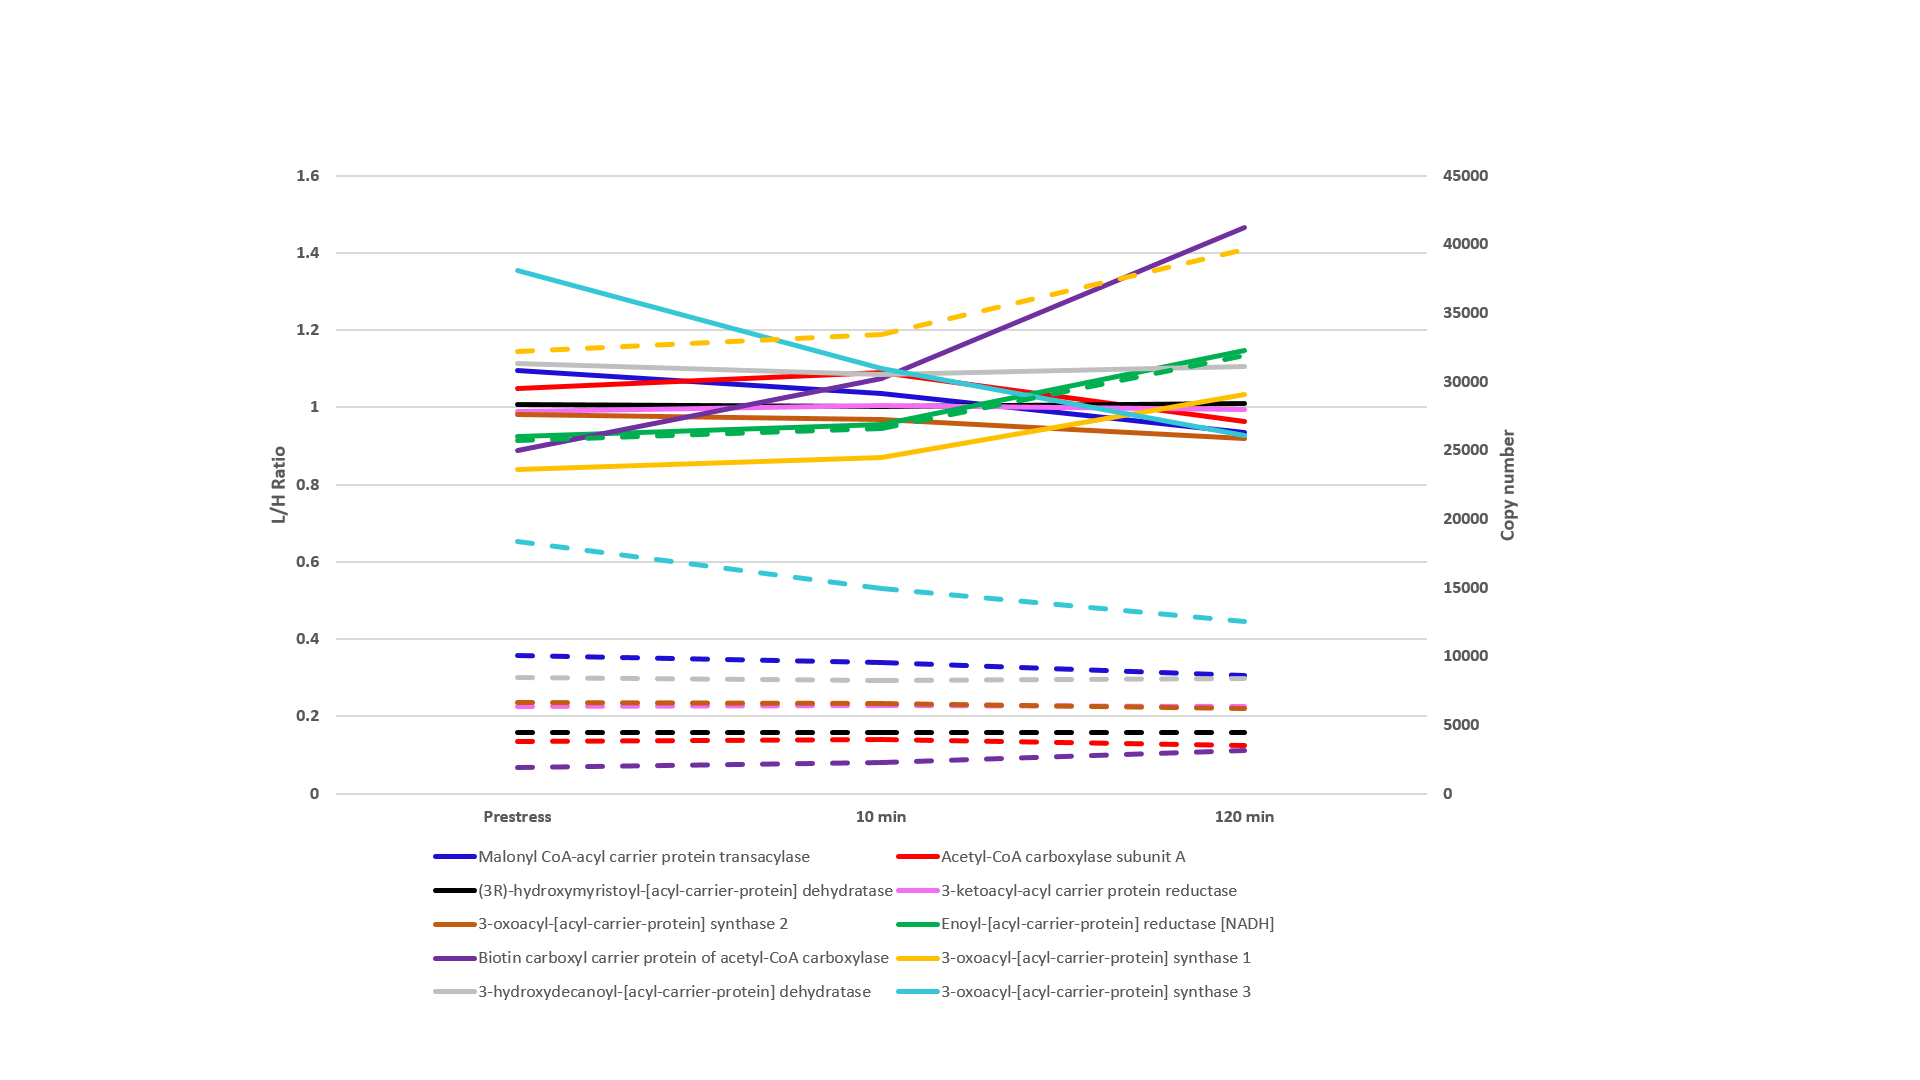 1.6
45000
1.4
40000
35000
1.2
30000
1
25000
L/H Ratio
Copy number
0.8
20000
0.6
15000
0.4
10000
0.2
5000
0
0
Prestress
10 min
120 min
Malonyl CoA-acyl carrier protein transacylase
Acetyl-CoA carboxylase subunit A
(3R)-hydroxymyristoyl-[acyl-carrier-protein] dehydratase
3-ketoacyl-acyl carrier protein reductase
3-oxoacyl-[acyl-carrier-protein] synthase 2
Enoyl-[acyl-carrier-protein] reductase [NADH]
Biotin carboxyl carrier protein of acetyl-CoA carboxylase
3-oxoacyl-[acyl-carrier-protein] synthase 1
3-hydroxydecanoyl-[acyl-carrier-protein] dehydratase
3-oxoacyl-[acyl-carrier-protein] synthase 3